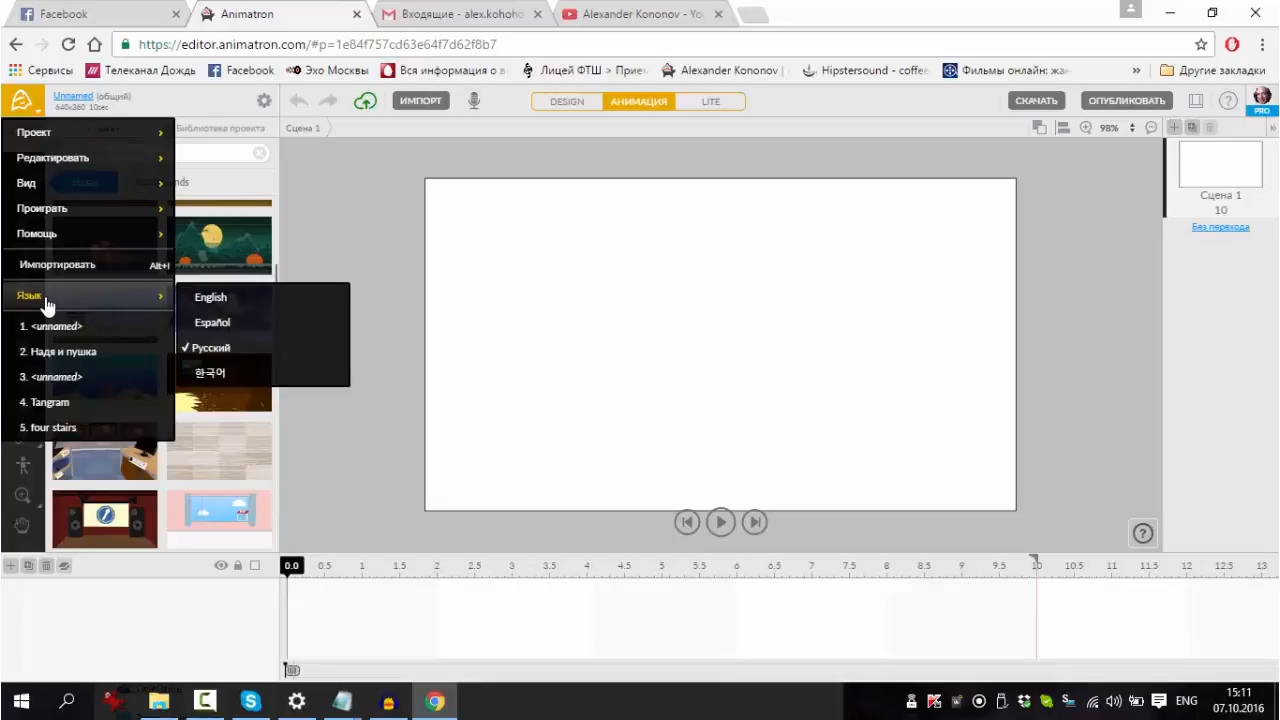 Facebook
Animatron
Входящие - alex.kohoho
Alexander Kononov - Yo
https://editor.animatron.com/#p=1e84f757cd63e64f7d62f8b7
Сервисы
Телеканал Дождь
Facebook
Эхо Москвы
Вся информация о в
Лицей ФТШ > Прие
Alexander Kononov
Hipstersound - coffee
Фильмы онлайн; жа
»
Другие закладки
Unnamed (общий)
640x360 10sec
ИМПОРТ
DESIGN
АНИМАЦИЯ
LITE
СКАЧАТЬ
ОПУБЛИКОВАТЬ
PRO
Библиотека проекта
Сцена 1
98%
Проект
Редактировать
Вид
Проиграть
Помощь
Импортировать Alt+I
Язык
1. <unnamed>
2. Надя и пушка
3. <unnamed>
4. Tangram
5. four stairs
English
Español
✓ Русский
한국어
Сцена 1
10
Без перехода
0.0 0.5 1 1.5 2 2.5 3 3.5 4 4.5 5 5.5 6 6.5 7 7.5 8 8.5 9 9.5 10 10.5 11 11.5 12 12.5 13
ENG
15:11
07.10.2016